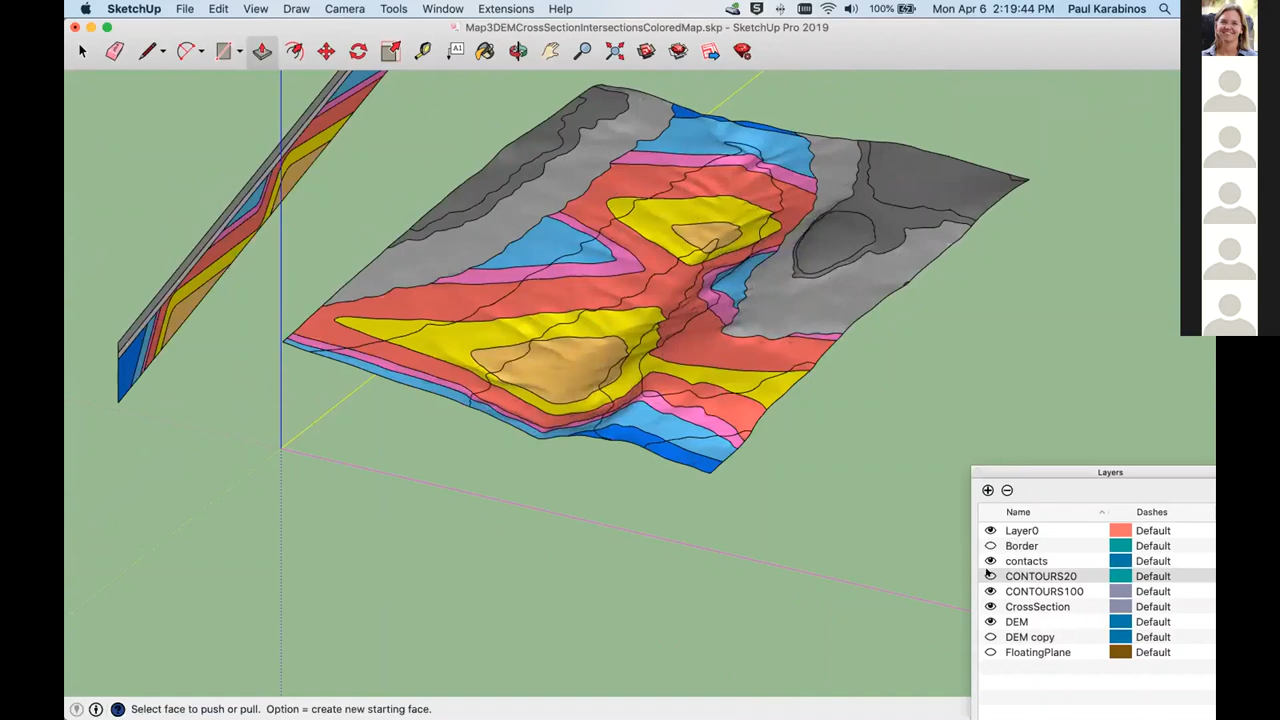 SketchUp File Edit View Draw Camera Tools Window Extensions Help 100% Mon Apr 6 2:19:44 PM Paul Karabinos
Map3DEMCrossSectionIntersectionsColoredMap.skp - SketchUp Pro 2019
A1
Layers
Name Dashes
Layer0 Default
Border Default
contacts Default
CONTOURS20 Default
CONTOURS100 Default
CrossSection Default
DEM Default
DEM copy Default
FloatingPlane Default
Select face to push or pull. Option = create new starting face.